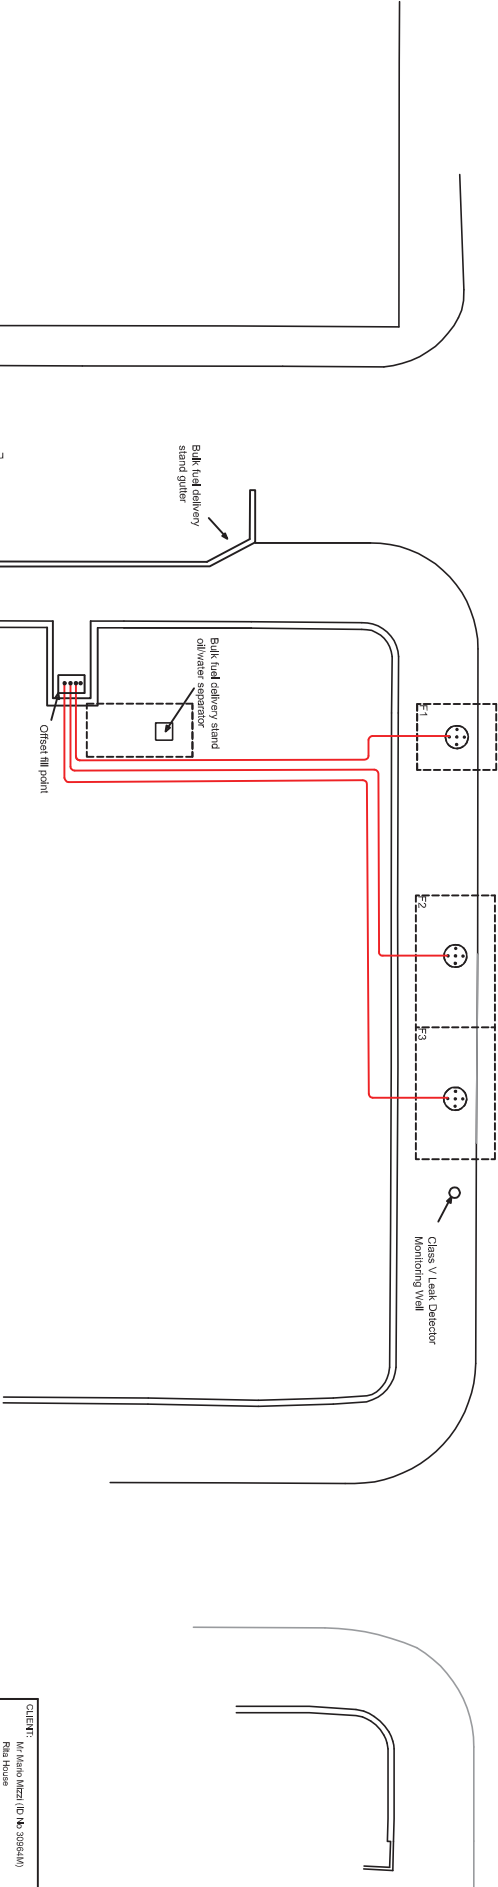 Bulk fuel delivery
stand gutter
Bulk fuel delivery stand
oil/water separator
Offset fill point
F1
F2
F3
Class V Leak Detector
Monitoring Well
CLIENT:
Mr Mario Mizzi (ID No 30964M)
Rita House